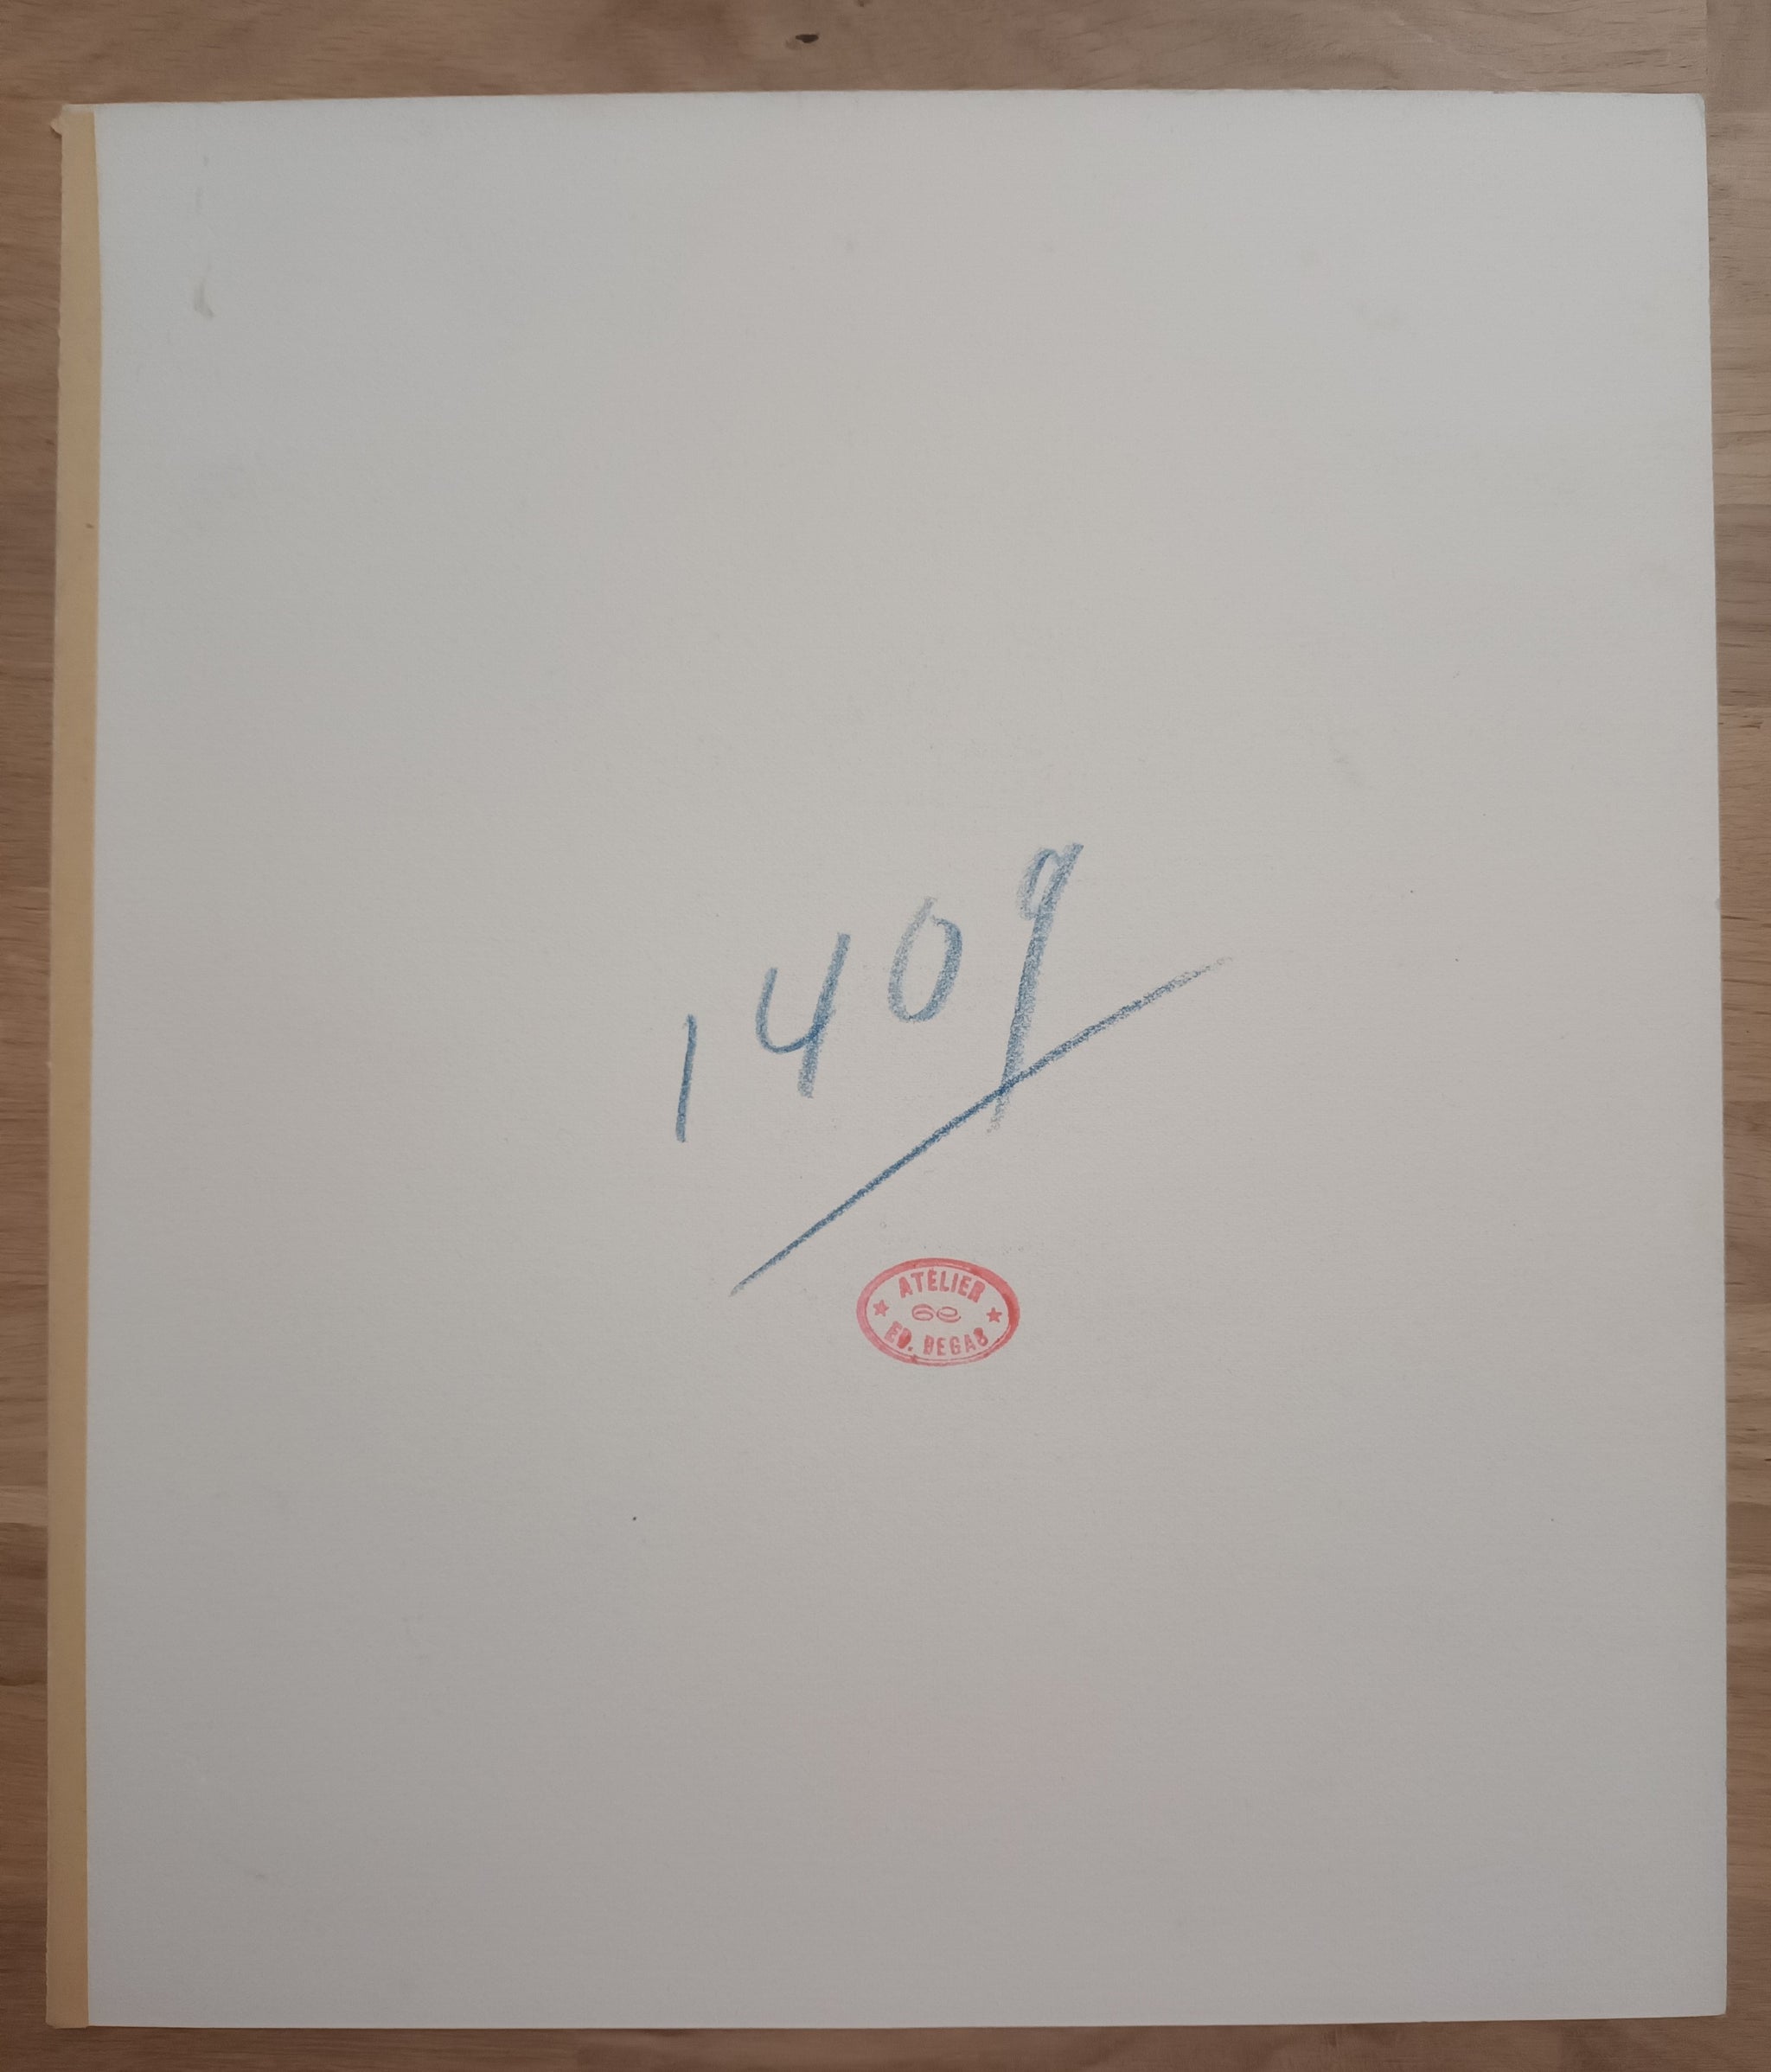 1409
ATELIER
ED. DEGAS